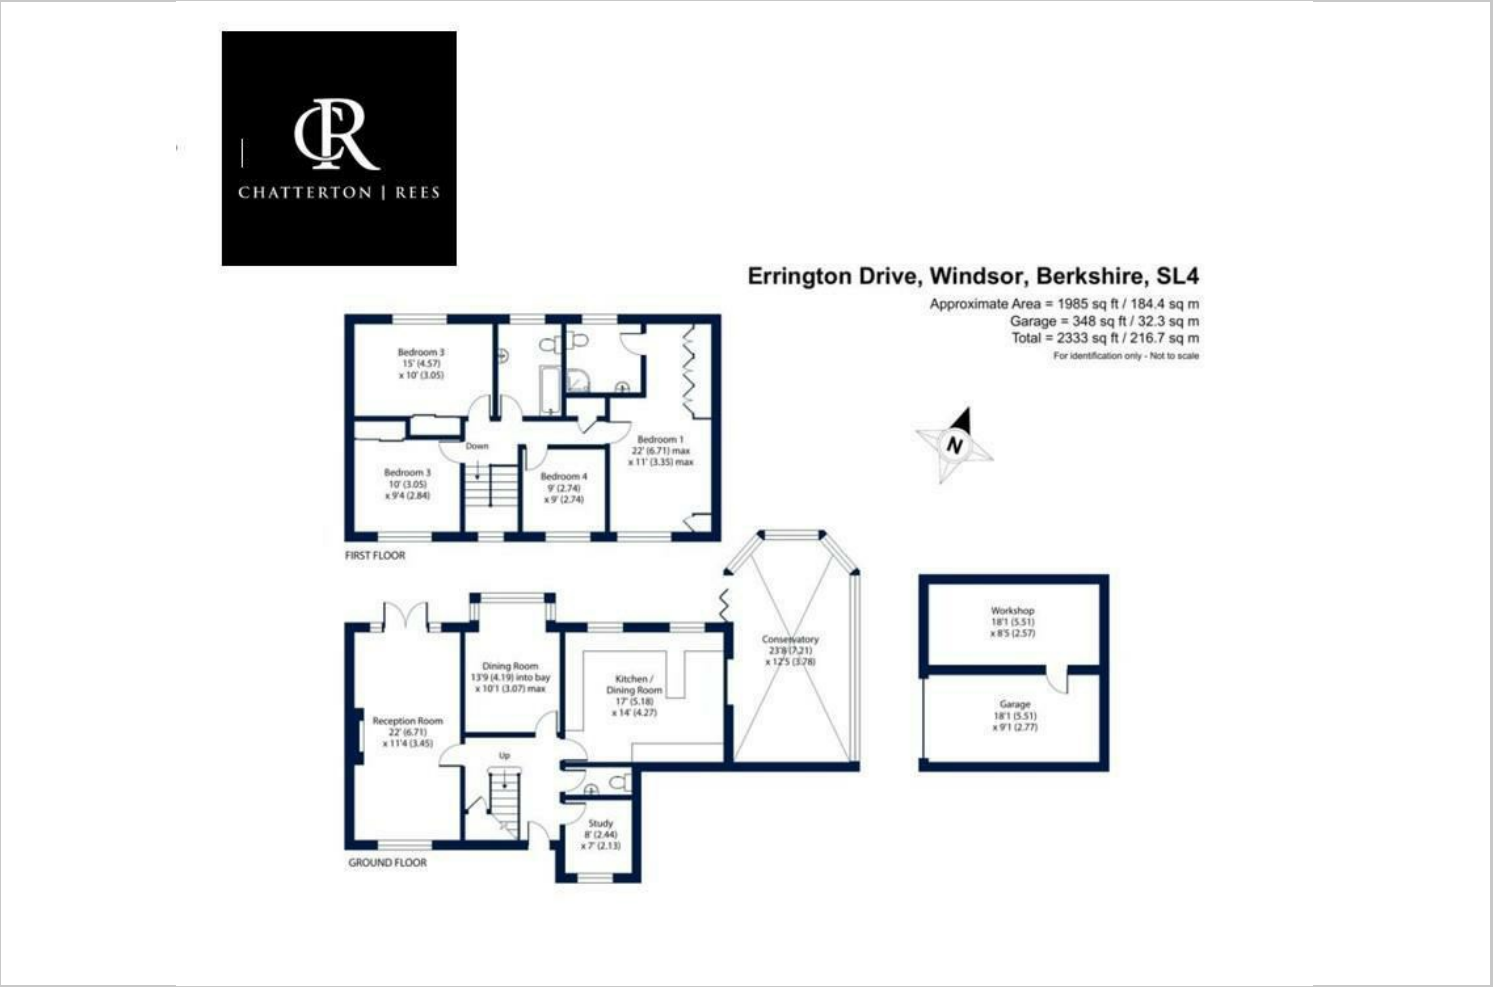 CR
CHATTERTON | REES
Errington Drive, Windsor, Berkshire, SL4
Approximate Area = 1985 sq ft / 184.4 sq m
Garage = 348 sq ft / 32.3 sq m
Total = 2333 sq ft / 216.7 sq m
For identification only - Not to scale
N
Bedroom 3
15' (4.57)
x 10' (3.05)
Down
Bedroom 1
22' (6.71) max
x 11' (3.35) max
Bedroom 3
10' (3.05)
x 9'4 (2.84)
Bedroom 4
9' (2.74)
x 9' (2.74)
FIRST FLOOR
Conservatory
23'8 (7.21)
x 12'5 (3.78)
Workshop
18'1 (5.51)
x 8'5 (2.57)
Dining Room
13'9 (4.19) into bay
x 10'1 (3.07) max
Kitchen /
Dining Room
17' (5.18)
x 14' (4.27)
Reception Room
22' (6.71)
x 11'4 (3.45)
Garage
18'1 (5.51)
x 9'1 (2.77)
Up
Study
8' (2.44)
x 7' (2.13)
GROUND FLOOR